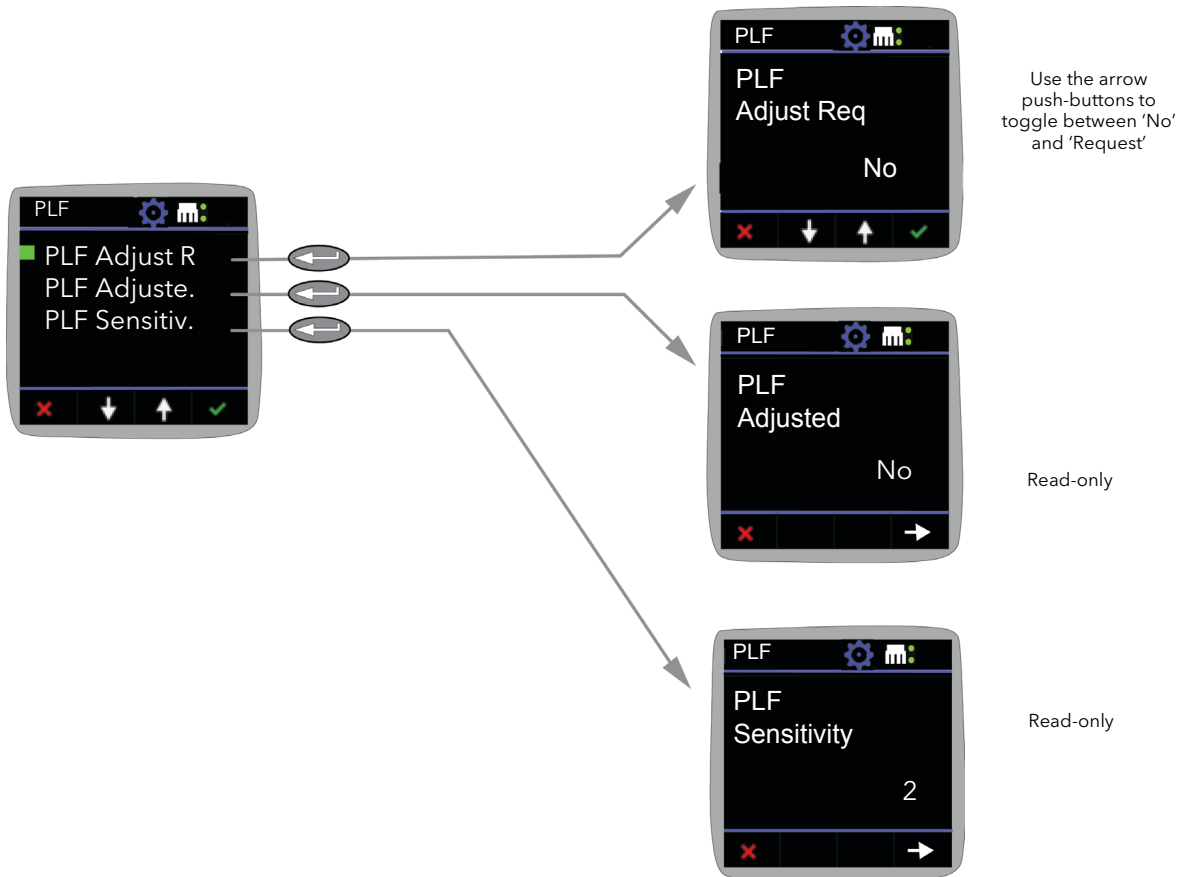 PLF
PLF Adjust R
PLF Adjuste.
PLF Sensitiv.
PLF
PLF
Adjust Req
No
Use the arrow
push-buttons to
toggle between ‘No’
and ‘Request’
PLF
PLF
Adjusted
No
Read-only
PLF
PLF
Sensitivity
2
Read-only